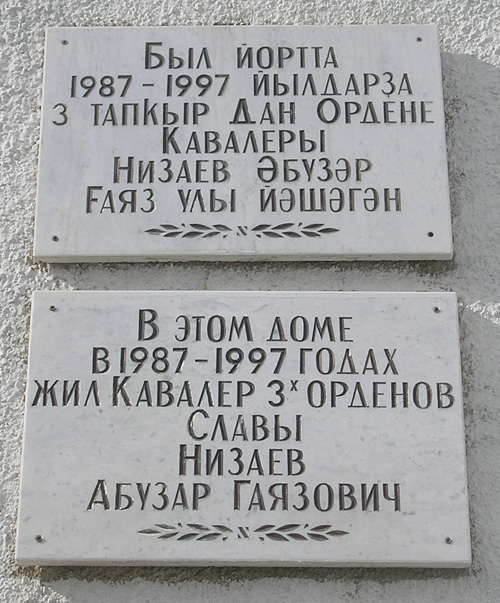 Был йортта
1987 - 1997 йылдарҙа
3 тапҡыр Дан Ордене
Кавалеры
Низаев Әбүзәр
Ғаяз улы йәшәгән
В этом доме
в 1987 - 1997 годах
жил Кавалер 3х орденов
Славы
Низаев
Абузар Гаязович